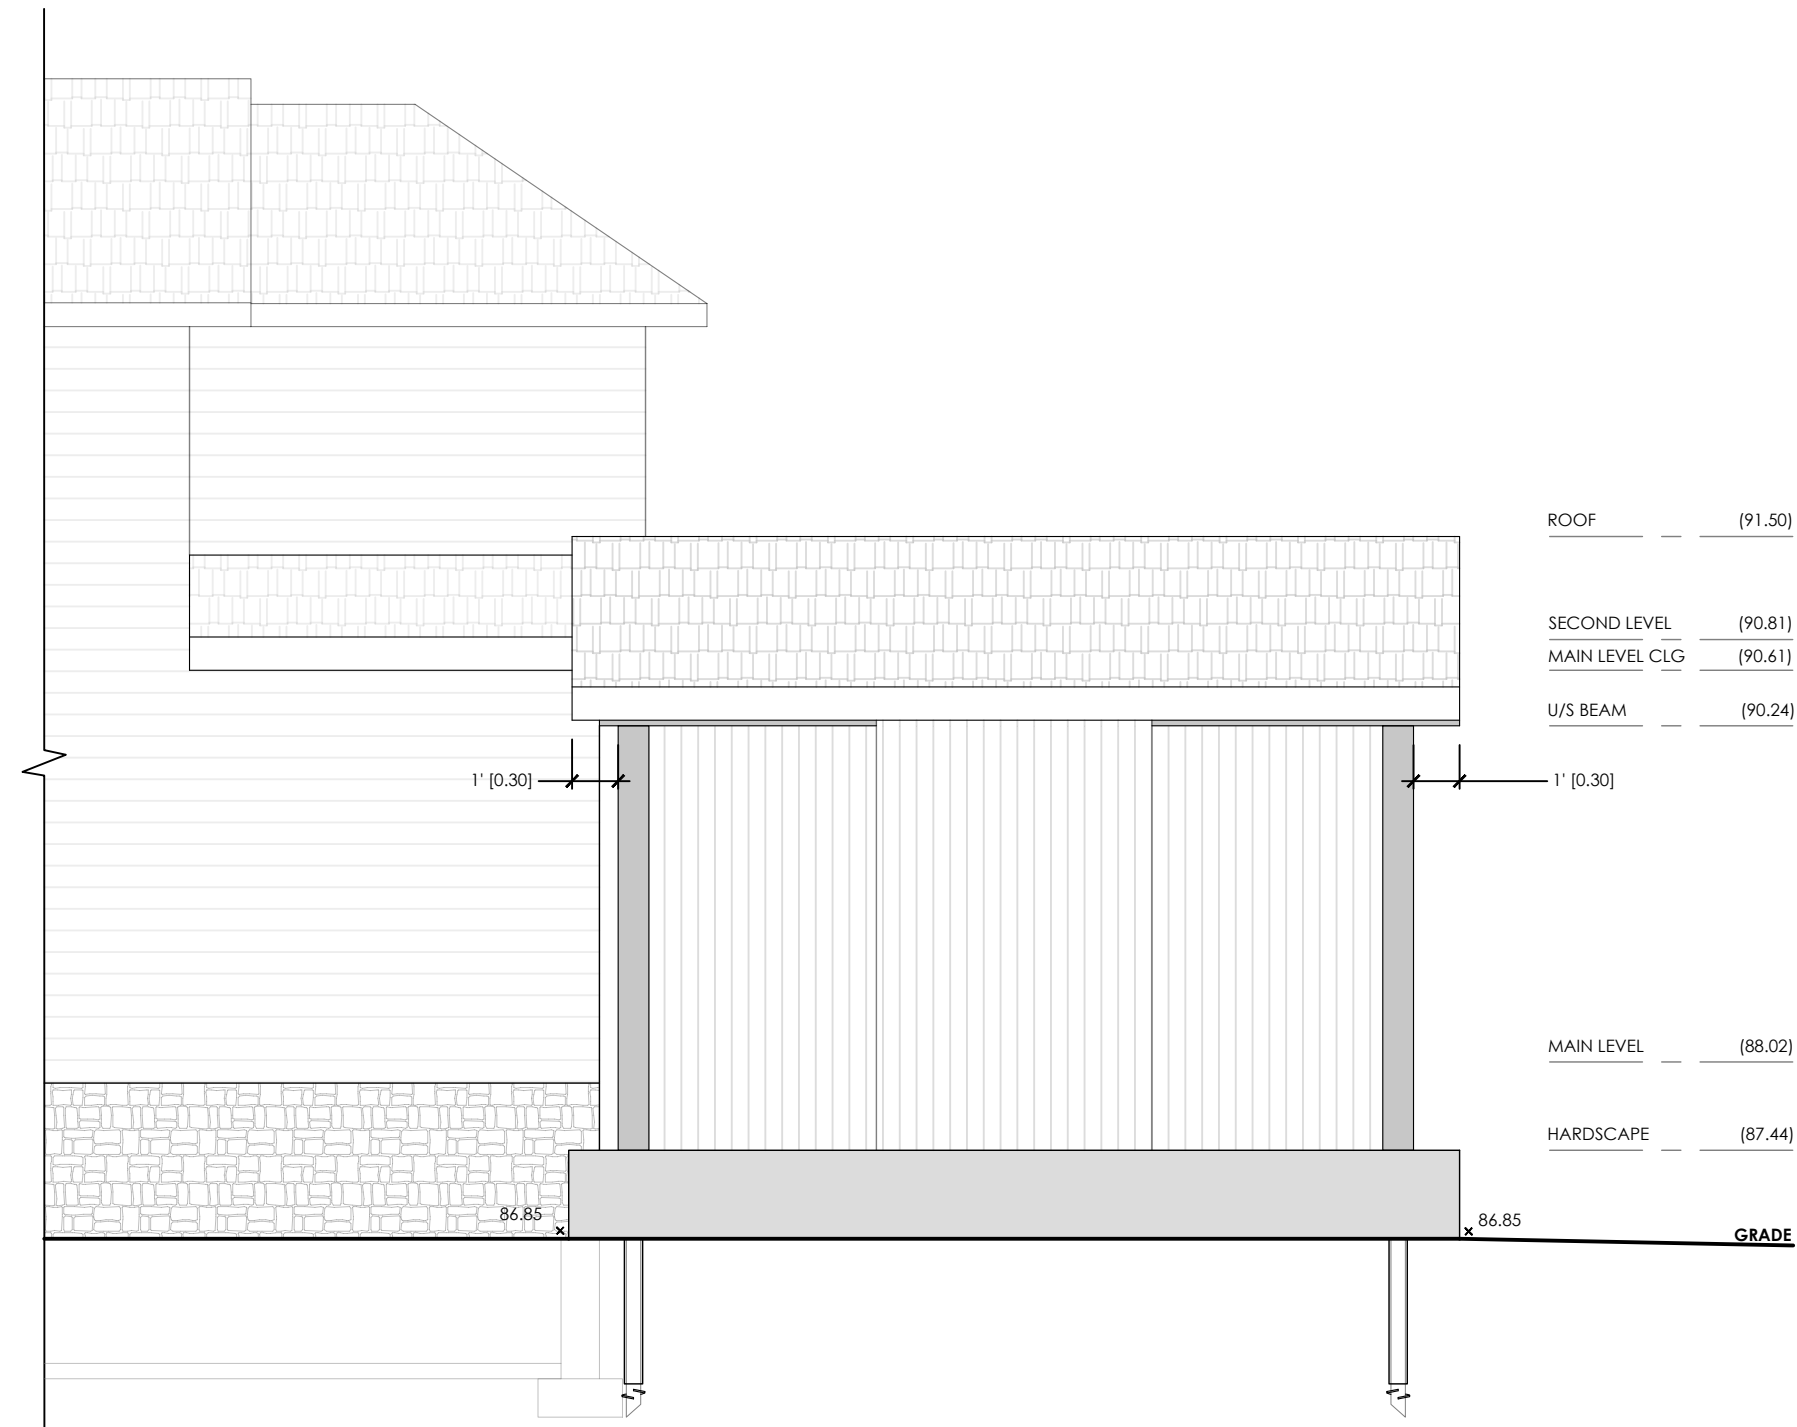 ROOF (91.50)
SECOND LEVEL (90.81)
MAIN LEVEL CLG (90.61)
U/S BEAM (90.24)
1' [0.30] 1' [0.30]
MAIN LEVEL (88.02)
HARDSCAPE (87.44)
86.85 86.85
GRADE